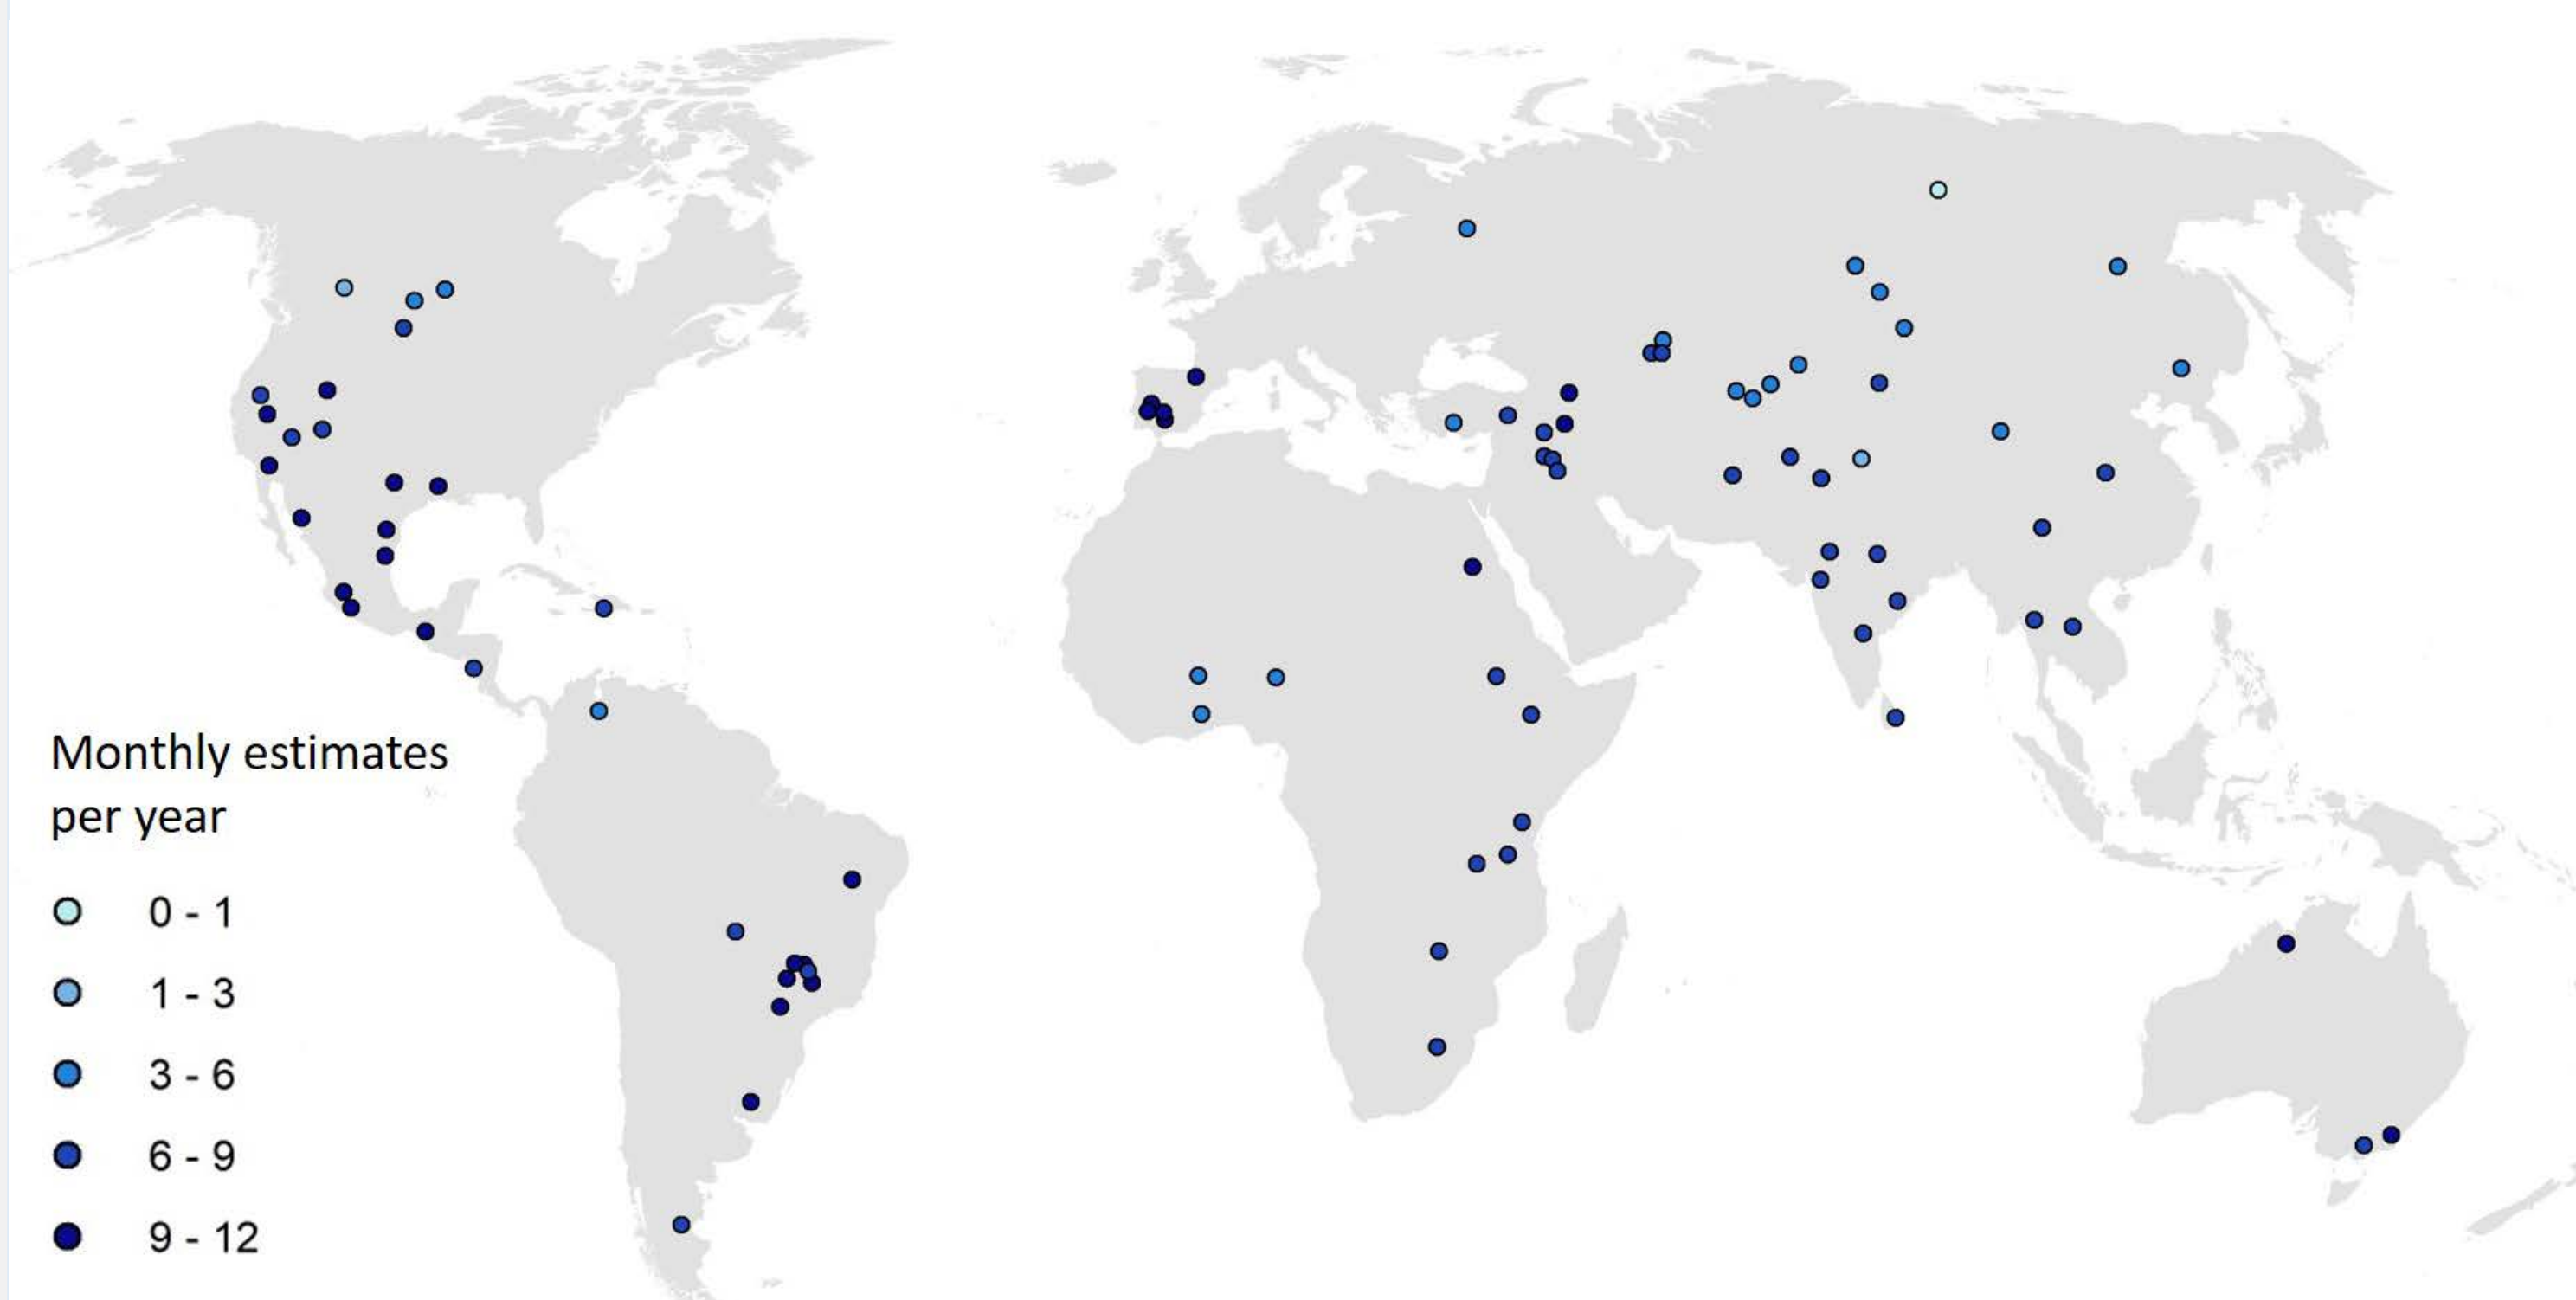 Monthly estimates
per year
0 - 1
1 - 3
3 - 6
6 - 9
9 - 12